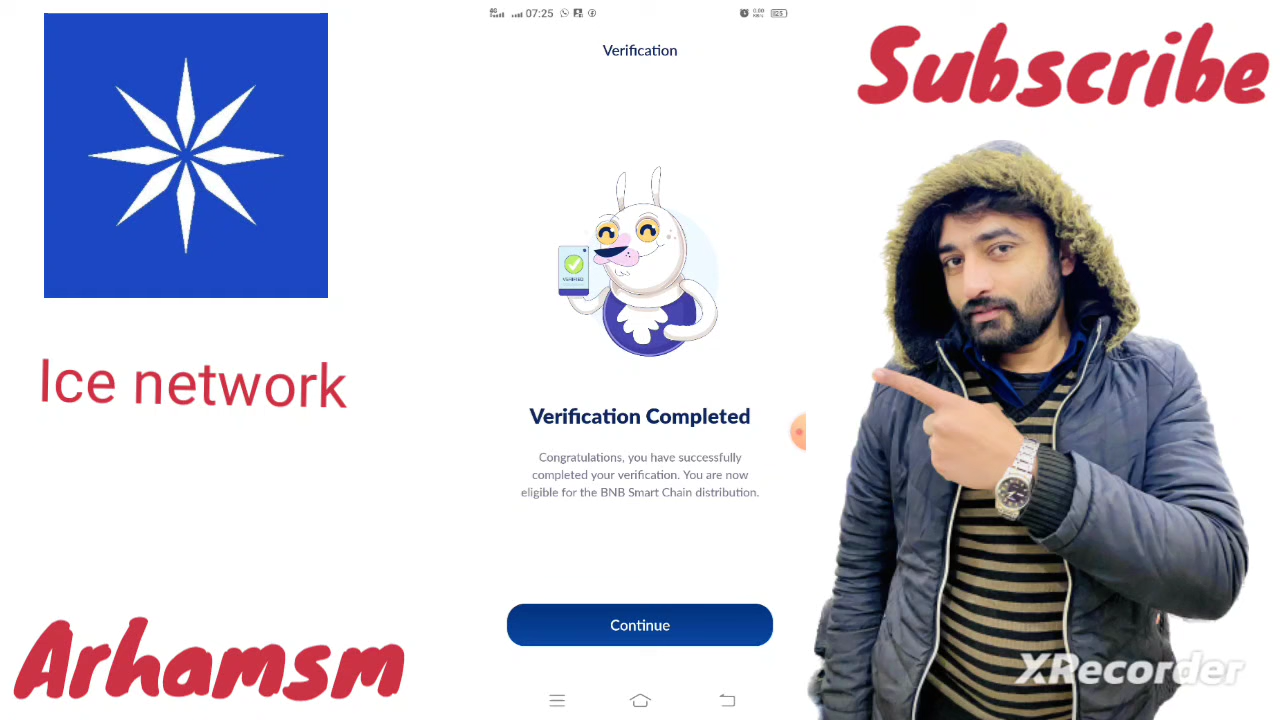 07:25
Verification
Subscribe
VERIFIED
Ice network
Verification Completed
Congratulations, you have successfully
completed your verification. You are now
eligible for the BNB Smart Chain distribution.
Continue
Arhamsm
XRecorder